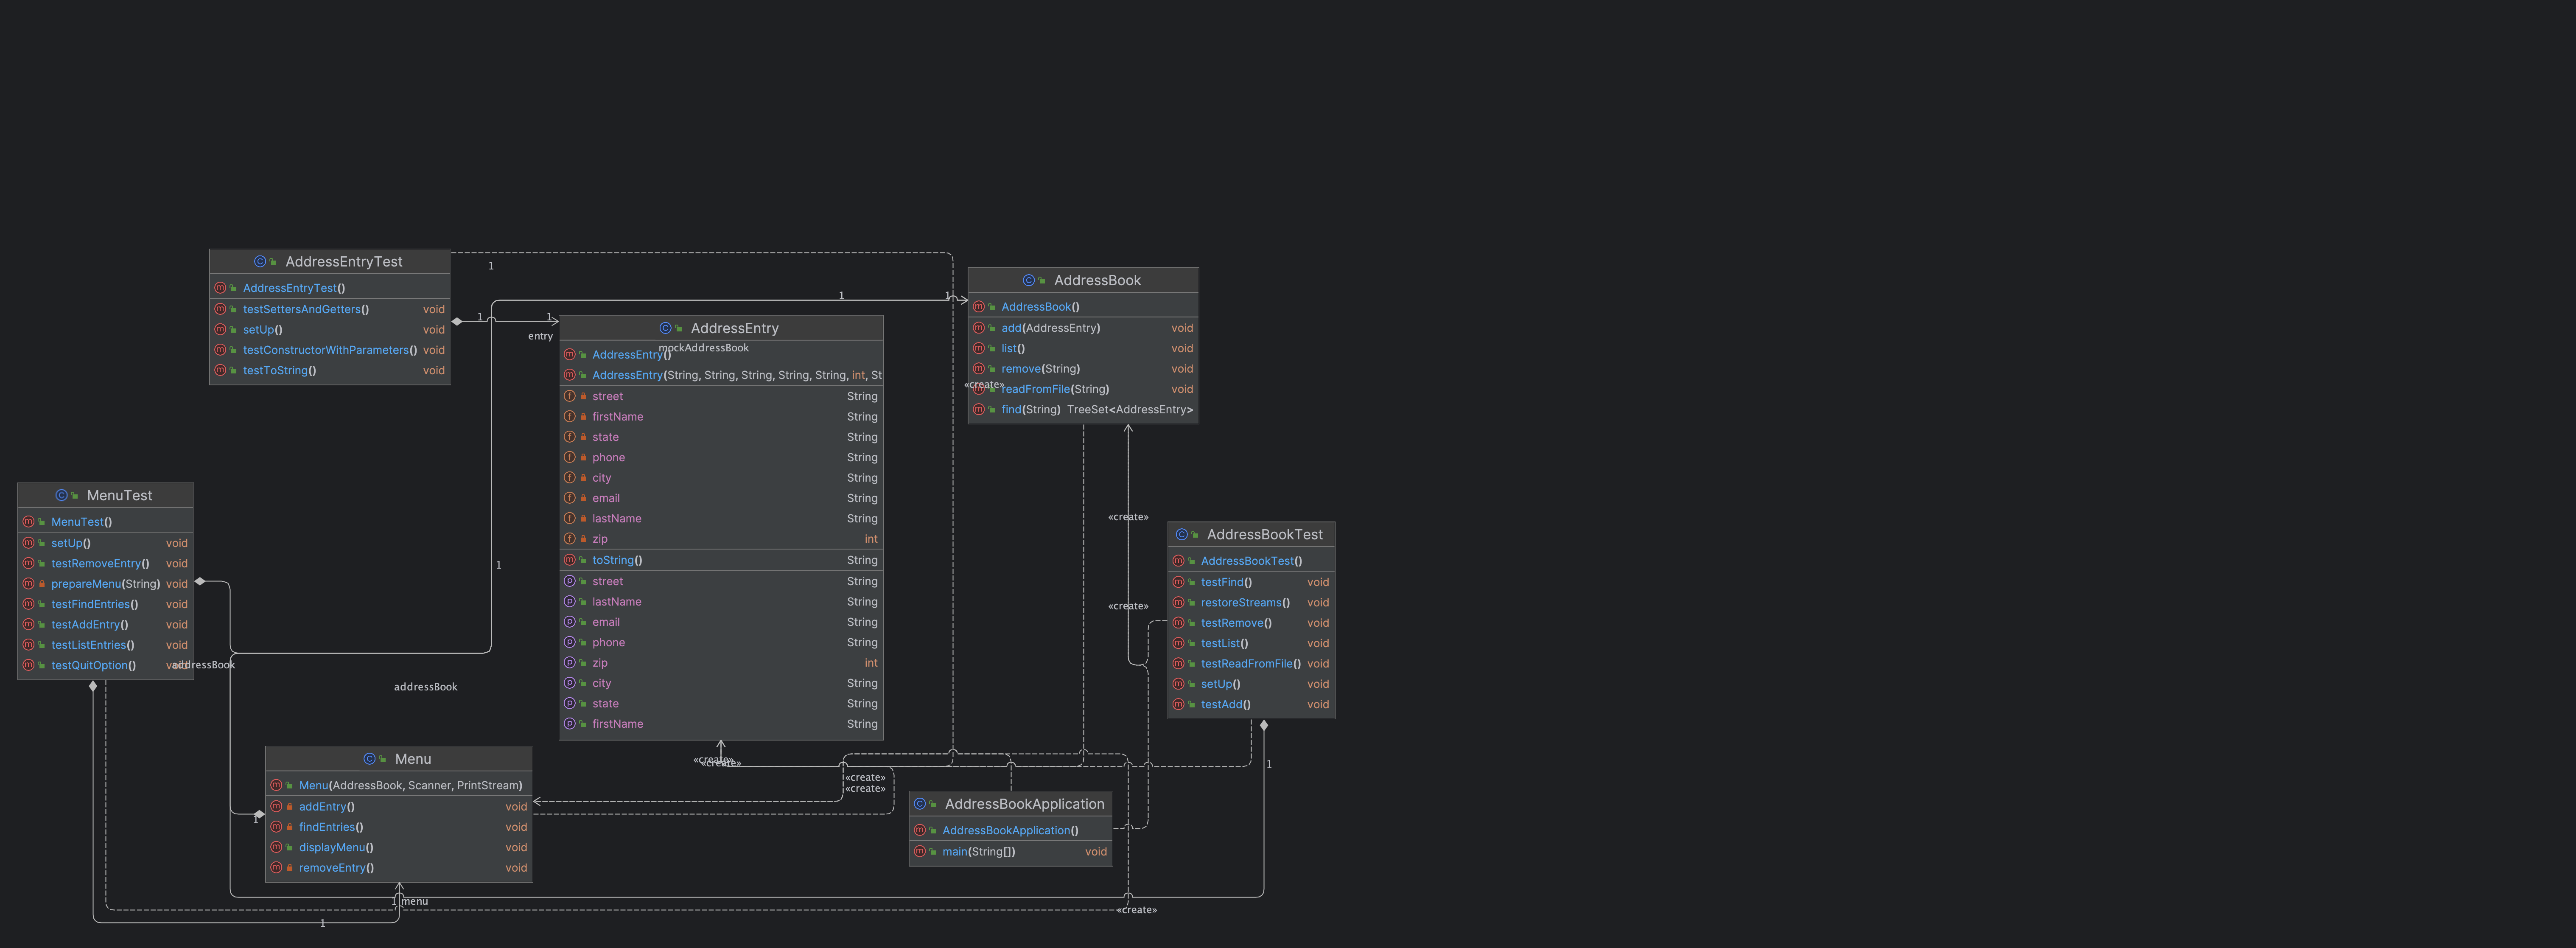 AddressEntryTest
AddressEntryTest()
testSettersAndGetters() void
setUp() void
testConstructorWithParameters() void
testToString() void
1
1
1
entry
1
1
AddressEntry
mockAddressBook
AddressEntry()
AddressEntry(String, String, String, String, String, int, St
street String
firstName String
state String
phone String
city String
email String
lastName String
zip int
toString() String
street String
lastName String
email String
phone String
zip int
city String
state String
firstName String
AddressBook
AddressBook()
add(AddressEntry) void
list() void
remove(String) void
«create»
readFromFile(String) void
find(String) TreeSet<AddressEntry>
MenuTest
MenuTest()
setUp() void
testRemoveEntry() void
prepareMenu(String) void
testFindEntries() void
testAddEntry() void
testListEntries() void
testQuitOption() void
addressBook
1
addressBook
«create»
«create»
AddressBookTest
AddressBookTest()
testFind() void
restoreStreams() void
testRemove() void
testList() void
testReadFromFile() void
setUp() void
testAdd() void
Menu
Menu(AddressBook, Scanner, PrintStream)
addEntry() void
findEntries() void
displayMenu() void
removeEntry() void
1
«create»
«create»
«create»
«create»
1
AddressBookApplication
AddressBookApplication()
main(String[]) void
1 menu
«create»
1